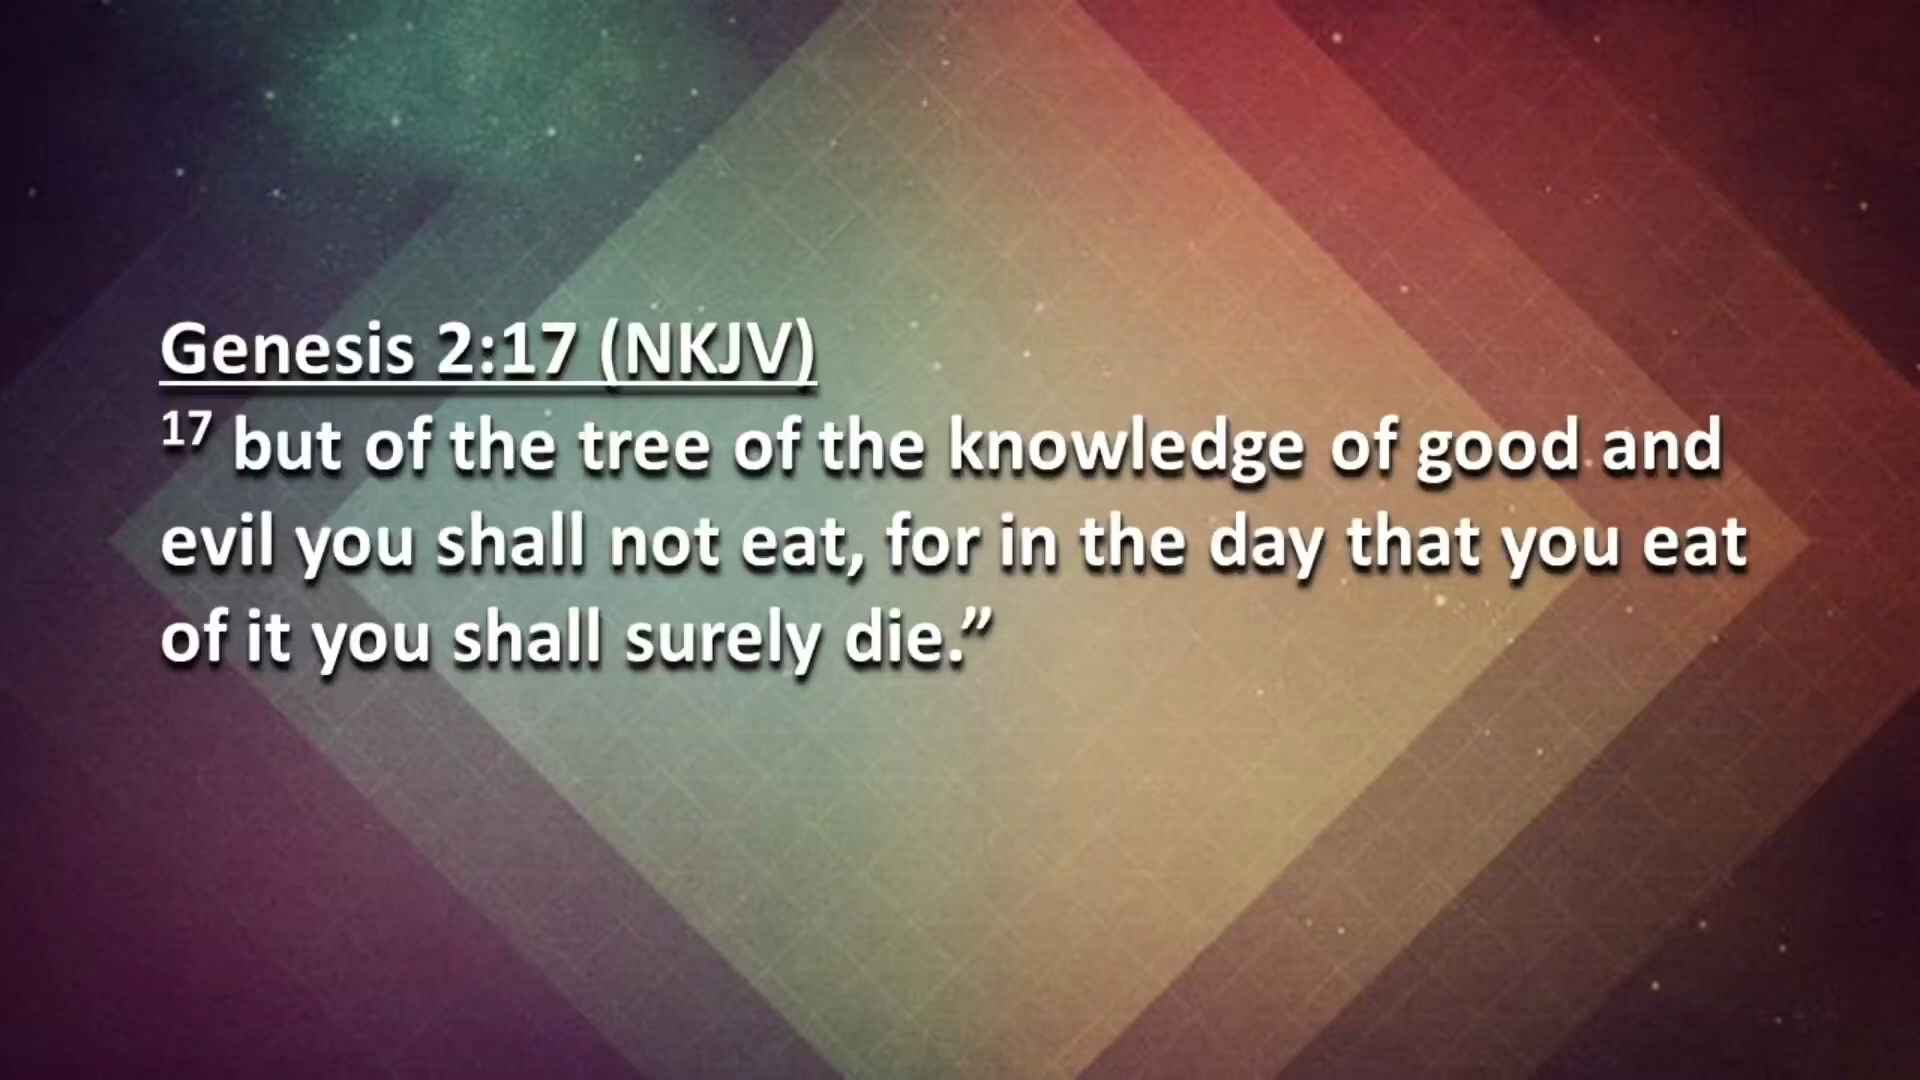 Genesis 2:17 (NKJV)
17 but of the tree of the knowledge of good and
evil you shall not eat, for in the day that you eat
of it you shall surely die.”